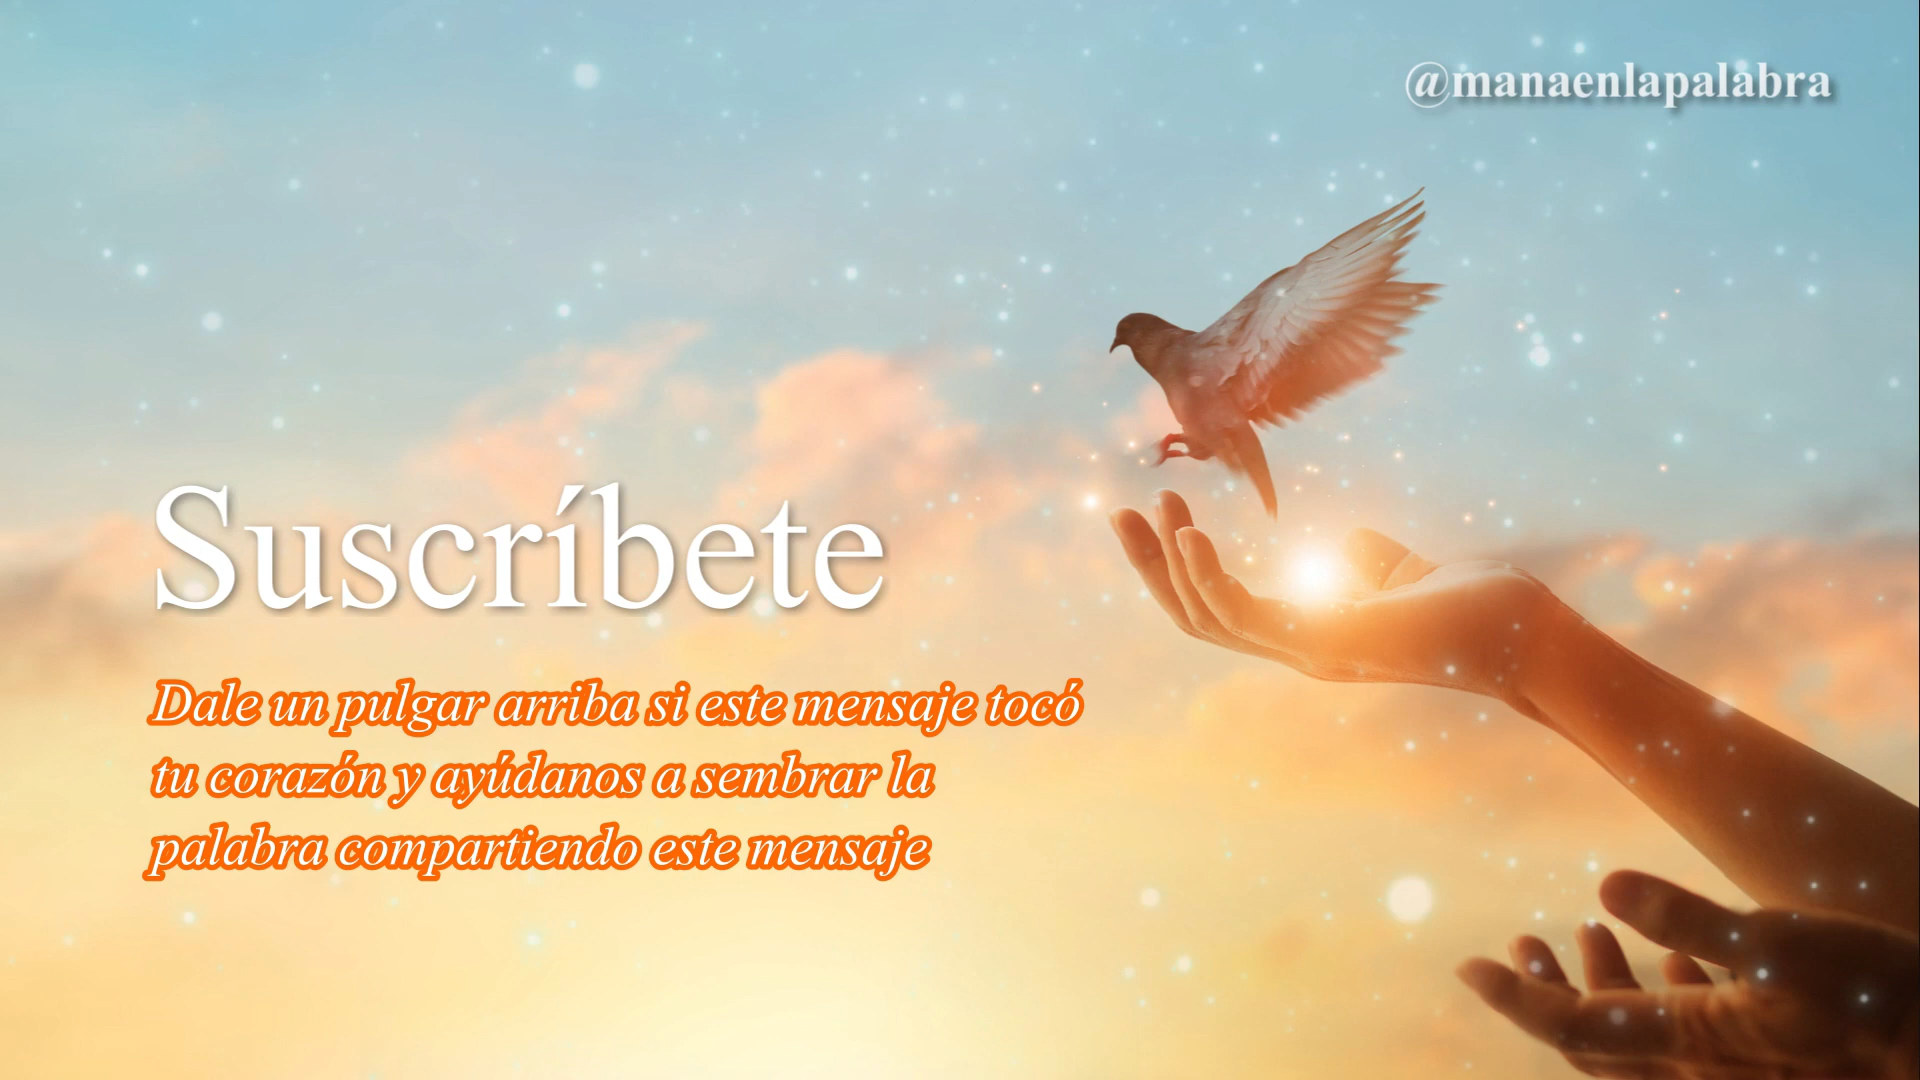 @manaenlapalabra
Suscríbete
Dale un pulgar arriba si este mensaje tocó
tu corazón y ayúdanos a sembrar la
palabra compartiendo este mensaje